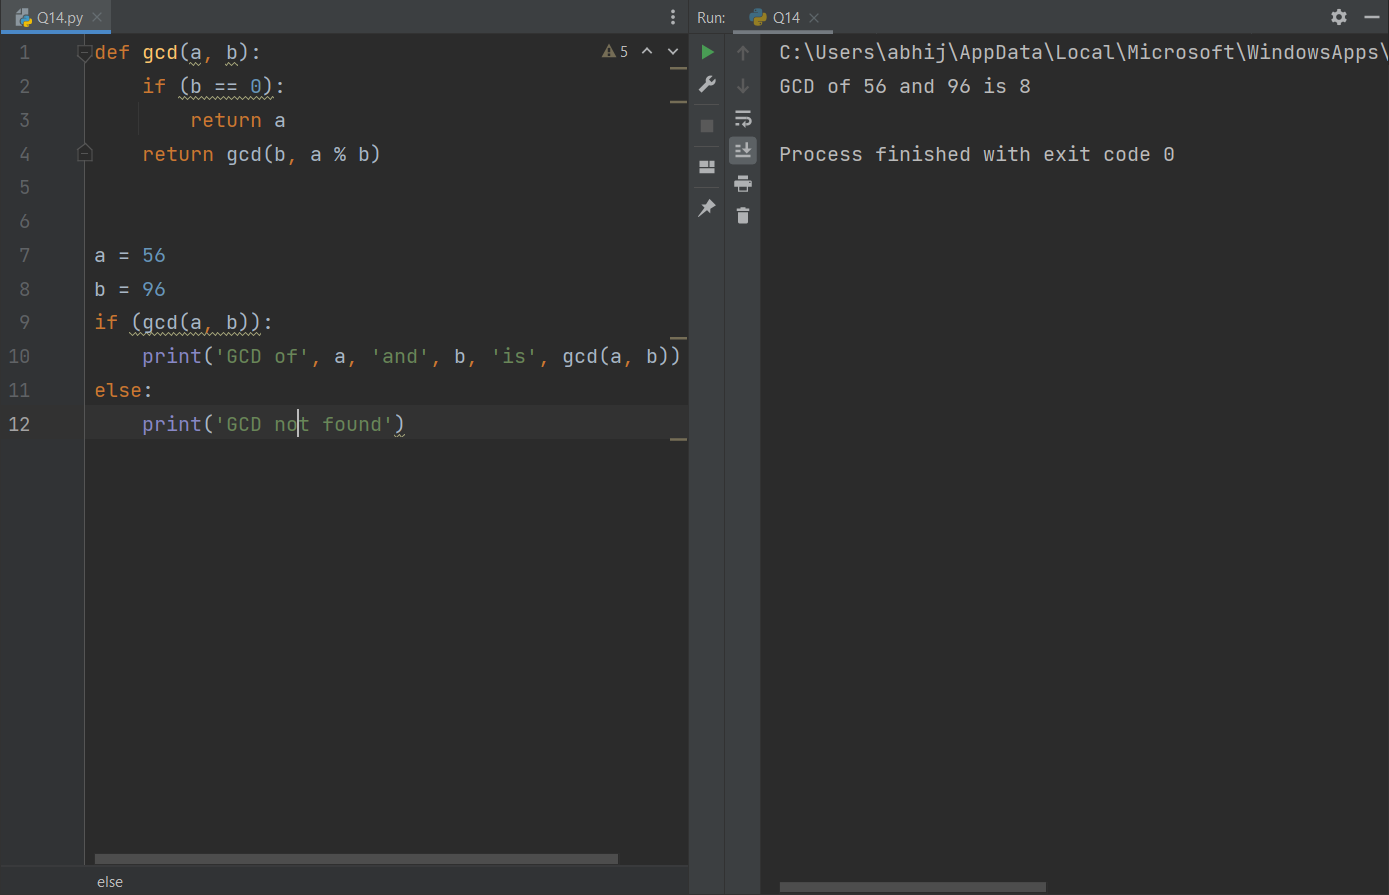 Q14.py
1 def gcd(a, b):
2     if (b == 0):
3         return a
4     return gcd(b, a % b)
5
6
7 a = 56
8 b = 96
9 if (gcd(a, b)):
10     print('GCD of', a, 'and', b, 'is', gcd(a, b))
11 else:
12     print('GCD not found')
5
else
Run: Q14
C:\Users\abhij\AppData\Local\Microsoft\WindowsApps\
GCD of 56 and 96 is 8
Process finished with exit code 0